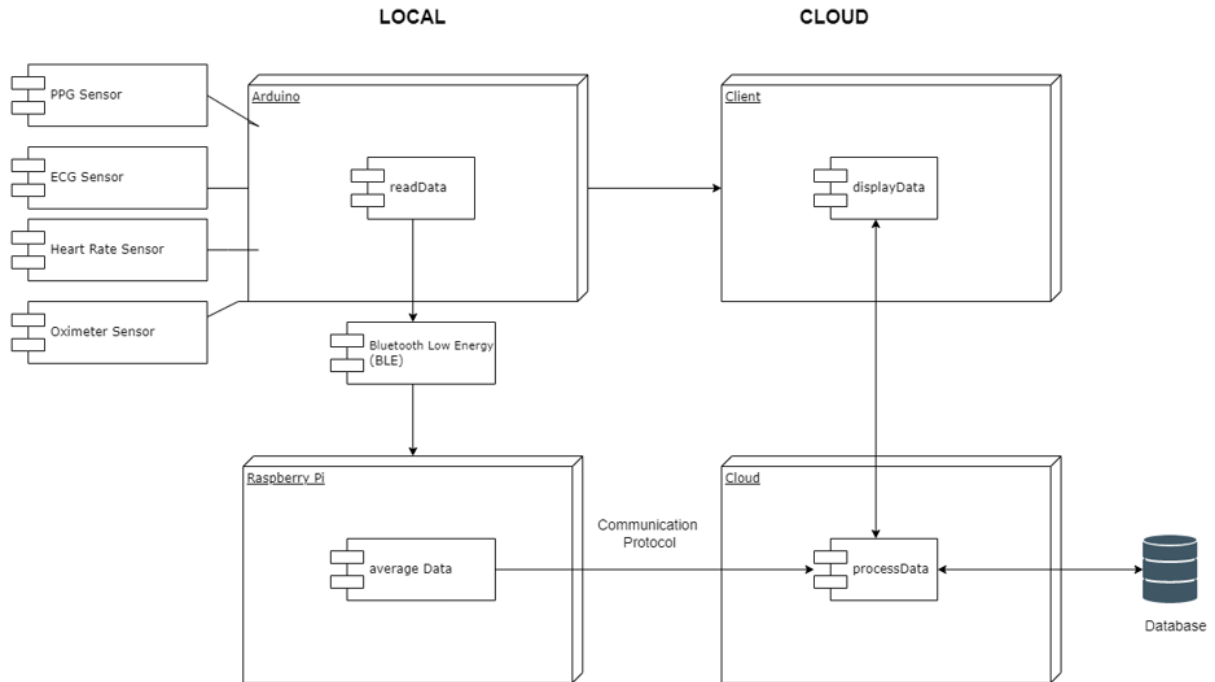 LOCAL
CLOUD
PPG Sensor
Arduino
Client
ECG Sensor
readData
displayData
Heart Rate Sensor
Oximeter Sensor
Bluetooth Low Energy
(BLE)
Raspberry Pi
Cloud
Communication
Protocol
average Data
processData
Database